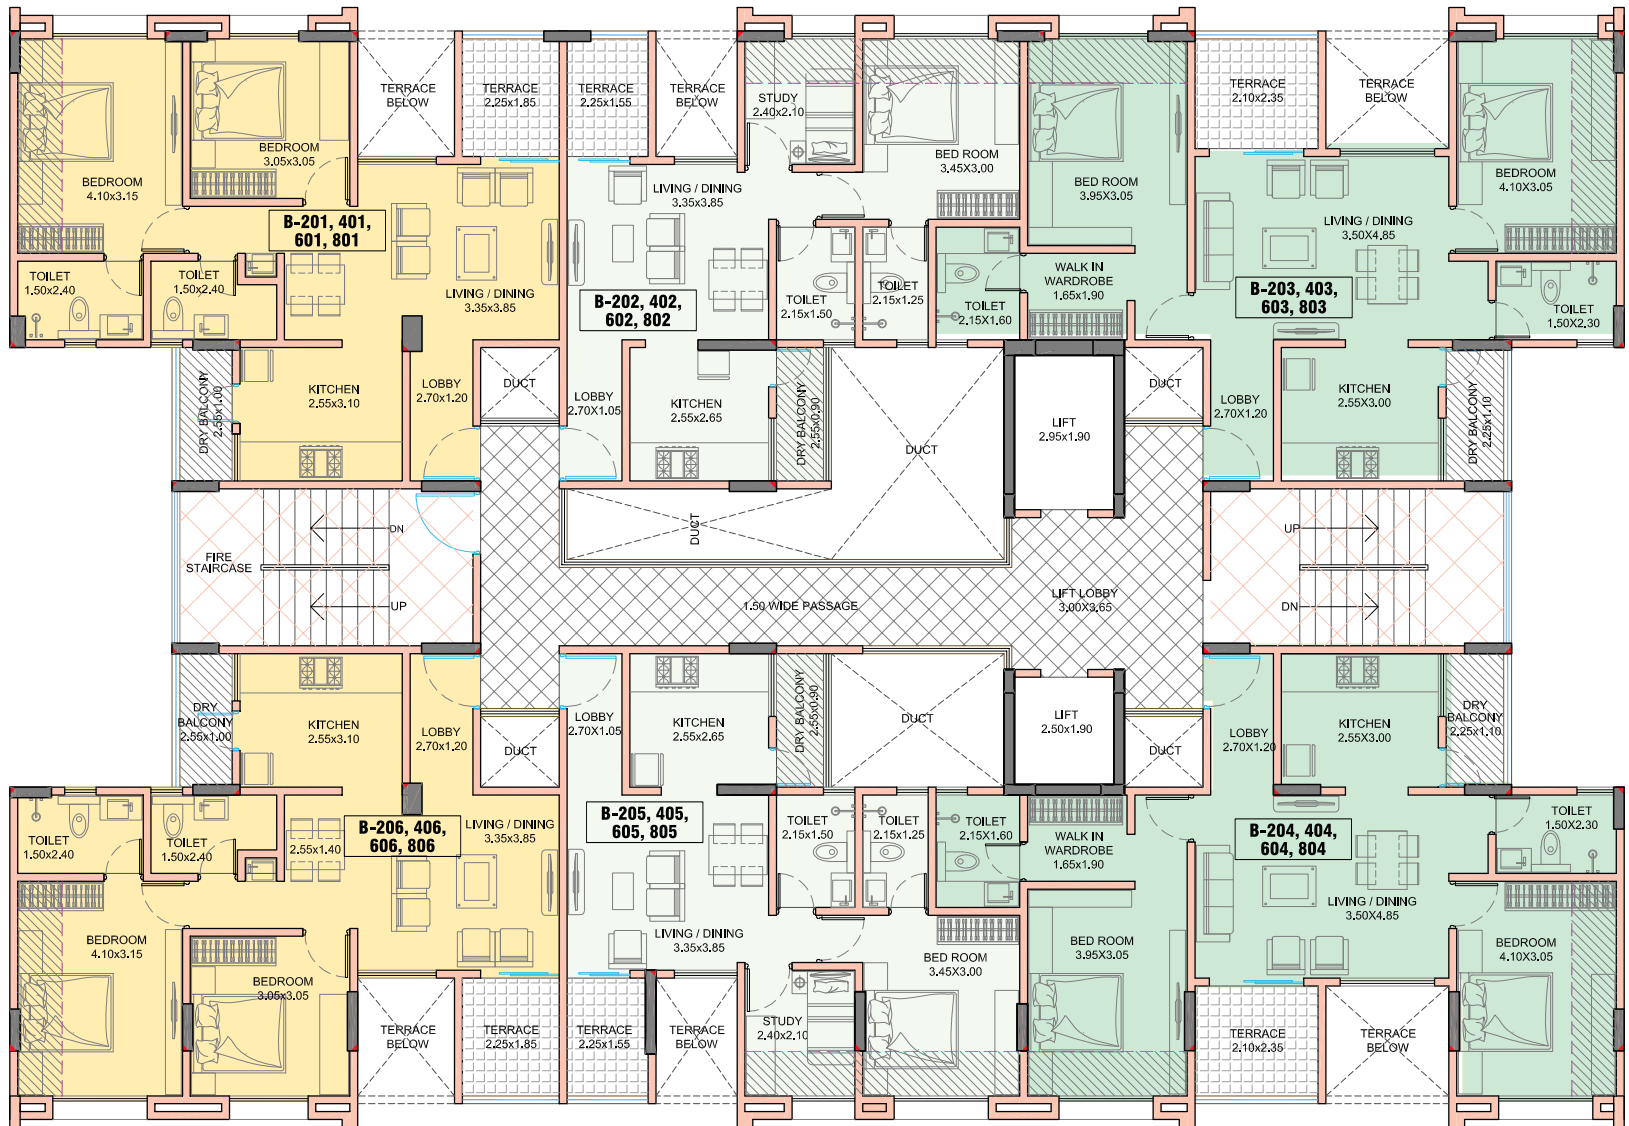 TERRACE
BELOW
TERRACE
2.25x1.85
TERRACE
2.25x1.55
TERRACE
BELOW
STUDY
2.40x2.10
BEDROOM
3.05x3.05
BED ROOM
3.45X3.00
TERRACE
2.10x2.35
TERRACE
BELOW
BEDROOM
4.10x3.15
LIVING / DINING
3.35x3.85
BED ROOM
3.95X3.05
BEDROOM
4.10X3.05
B-201, 401,
601, 801
LIVING / DINING
3.50X4.85
TOILET
1.50x2.40
TOILET
1.50x2.40
LIVING / DINING
3.35x3.85
B-202, 402,
602, 802
TOILET
2.15x1.50
TOILET
2.15x1.25
TOILET
2.15X1.60
WALK IN
WARDROBE
1.65x1.90
B-203, 403,
603, 803
TOILET
1.50X2.30
DRY BALCONY
2.55x1.00
KITCHEN
2.55x3.10
LOBBY
2.70x1.20
DUCT
LOBBY
2.70X1.05
KITCHEN
2.55x2.65
DRY BALCONY
2.55x0.90
DUCT
LIFT
2.95x1.90
DUCT
LOBBY
2.70X1.20
KITCHEN
2.55X3.00
DRY BALCONY
2.25x1.10
DN
FIRE
STAIRCASE
UP
DUCT
1.50 WIDE PASSAGE
LIFT LOBBY
3.00X3.65
UP
DN
DRY
BALCONY
2.55x1.00
KITCHEN
2.55x3.10
LOBBY
2.70x1.20
DUCT
LOBBY
2.70X1.05
KITCHEN
2.55x2.65
DRY BALCONY
2.55x0.90
DUCT
LIFT
2.50x1.90
DUCT
LOBBY
2.70X1.20
KITCHEN
2.55X3.00
DRY
BALCONY
2.25x1.10
TOILET
1.50x2.40
TOILET
1.50x2.40
2.55x1.40
B-206, 406,
606, 806
LIVING / DINING
3.35x3.85
B-205, 405,
605, 805
TOILET
2.15x1.50
TOILET
2.15x1.25
TOILET
2.15X1.60
WALK IN
WARDROBE
1.65x1.90
B-204, 404,
604, 804
TOILET
1.50X2.30
BEDROOM
4.10x3.15
LIVING / DINING
3.35x3.85
BED ROOM
3.45X3.00
BED ROOM
3.95X3.05
LIVING / DINING
3.50X4.85
BEDROOM
4.10X3.05
BEDROOM
3.05x3.05
TERRACE
BELOW
TERRACE
2.25x1.85
TERRACE
2.25x1.55
TERRACE
BELOW
STUDY
2.40x2.10
TERRACE
2.10x2.35
TERRACE
BELOW